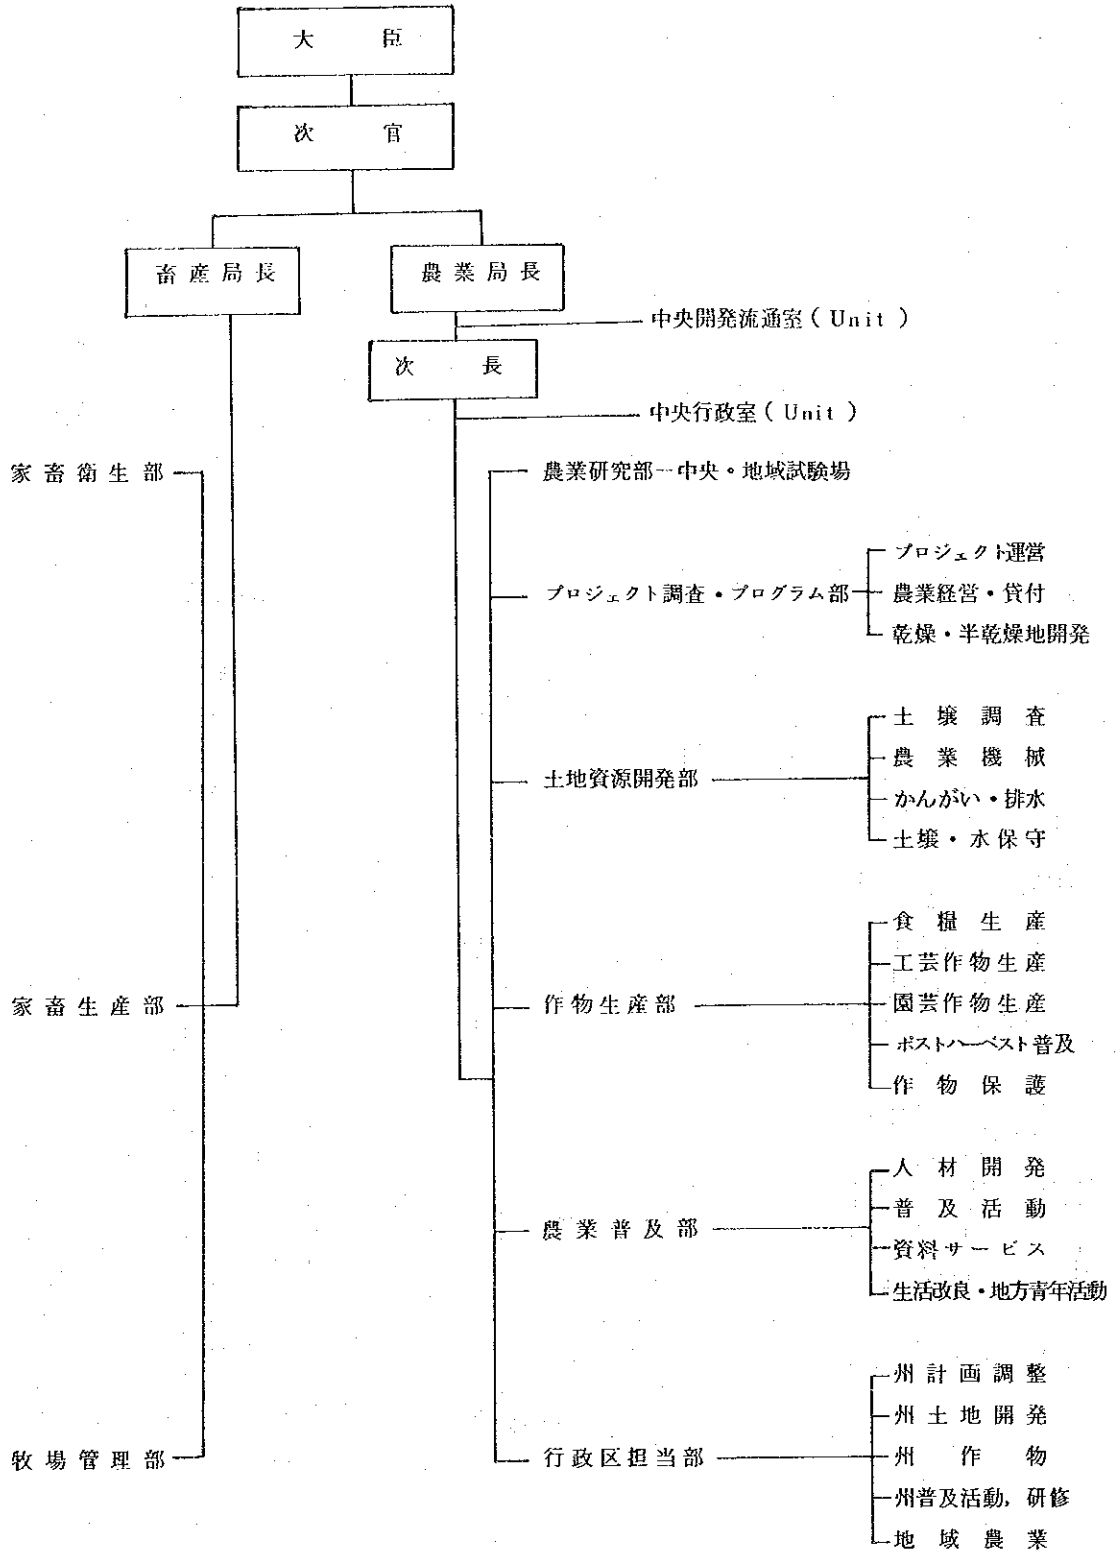 大臣
次官
畜産局長
農業局長
中央開発流通室(Unit)
次長
中央行政室(Unit)
家畜衛生部
農業研究部－中央・地域試験場
プロジェクト調査・プログラム部
プロジェクト運営
農業経営・貸付
乾燥・半乾燥地開発
土地資源開発部
土壌調査
農業機械
かんがい・排水
土壌・水保守
家畜生産部
作物生産部
食糧生産
工芸作物生産
園芸作物生産
ポストハーベスト普及
作物保護
農業普及部
人材開発
普及活動
資料サービス
生活改良・地方青年活動
牧場管理部
行政区担当部
州計画調整
州土地開発
州作物
州普及活動,研修
地域農業